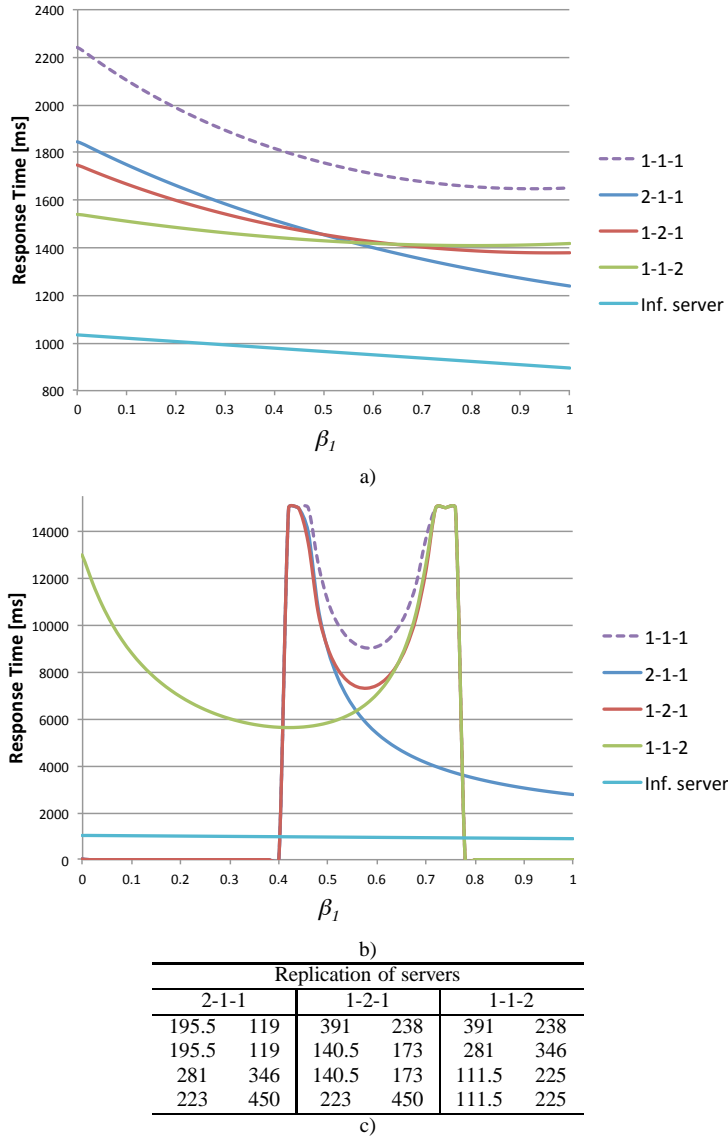 2400
2200
2000
1800
1600
1400
1200
1000
800
Response Time [ms]
0 0.1 0.2 0.3 0.4 0.5 0.6 0.7 0.8 0.9 1
β1
1-1-1
2-1-1
1-2-1
1-1-2
Inf. server
a)
14000
12000
10000
8000
6000
4000
2000
0
Response Time [ms]
0 0.1 0.2 0.3 0.4 0.5 0.6 0.7 0.8 0.9 1
β1
1-1-1
2-1-1
1-2-1
1-1-2
Inf. server
b)
Replication of servers
2-1-1 1-2-1 1-1-2
195.5 119 391 238 391 238
195.5 119 140.5 173 281 346
281 346 140.5 173 111.5 225
223 450 223 450 111.5 225
c)